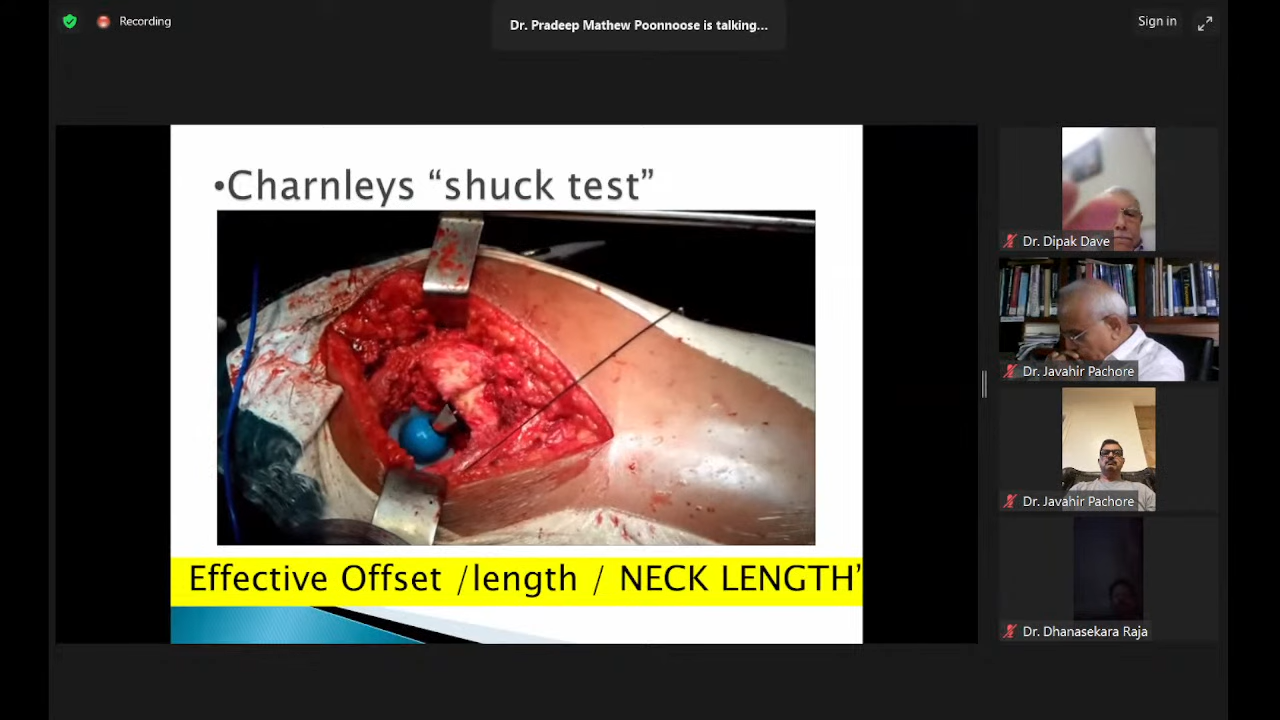 Recording
Dr. Pradeep Mathew Poonnoose is talking...
Sign in
•Charnleys “shuck test”
Effective Offset /length / NECK LENGTH’
Dr. Dipak Dave
Dr. Javahir Pachore
Dr. Javahir Pachore
Dr. Dhanasekara Raja